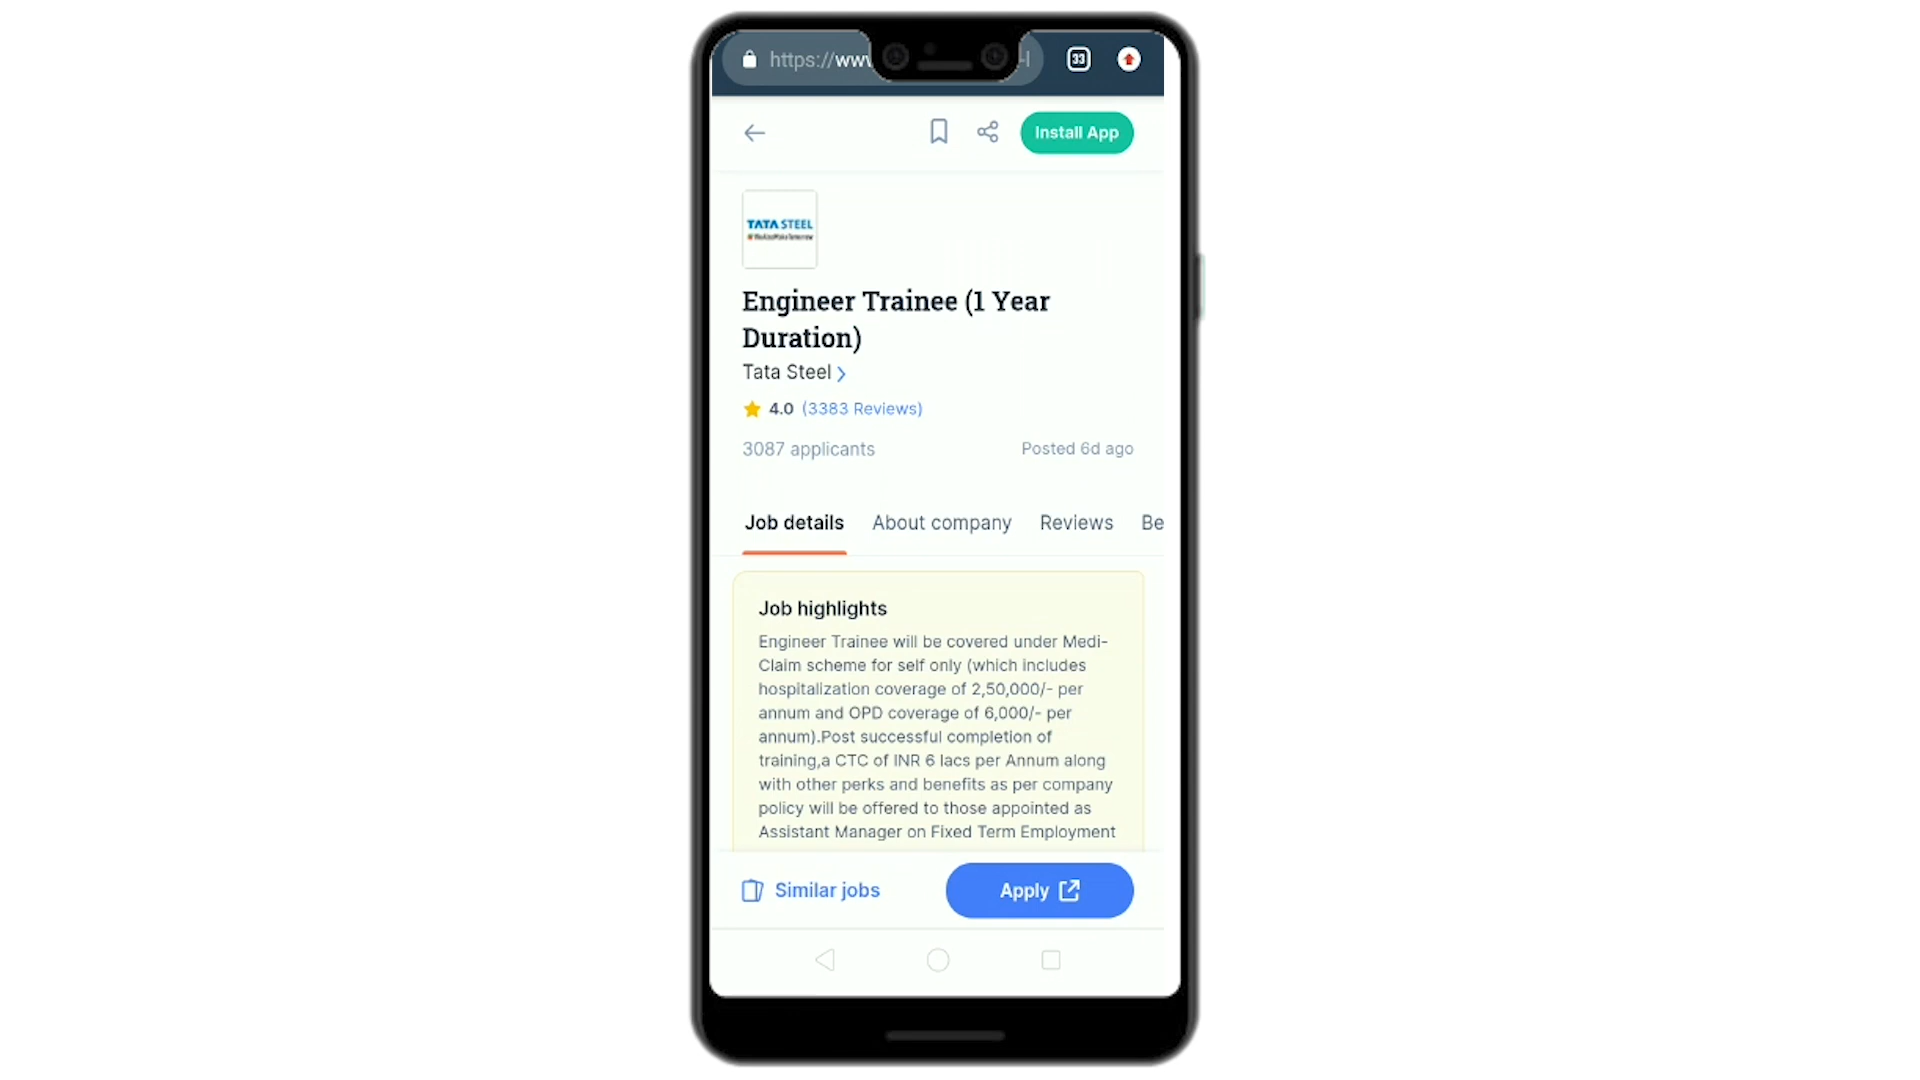 https://www
33
Install App
TATA STEEL
#WeAlsoMakeTomorrow
Engineer Trainee (1 Year
Duration)
Tata Steel
4.0 (3383 Reviews)
3087 applicants Posted 6d ago
Job details About company Reviews Be
Job highlights
Engineer Trainee will be covered under Medi-
Claim scheme for self only (which includes
hospitalization coverage of 2,50,000/- per
annum and OPD coverage of 6,000/- per
annum).Post successful completion of
training,a CTC of INR 6 lacs per Annum along
with other perks and benefits as per company
policy will be offered to those appointed as
Assistant Manager on Fixed Term Employment
Similar jobs Apply